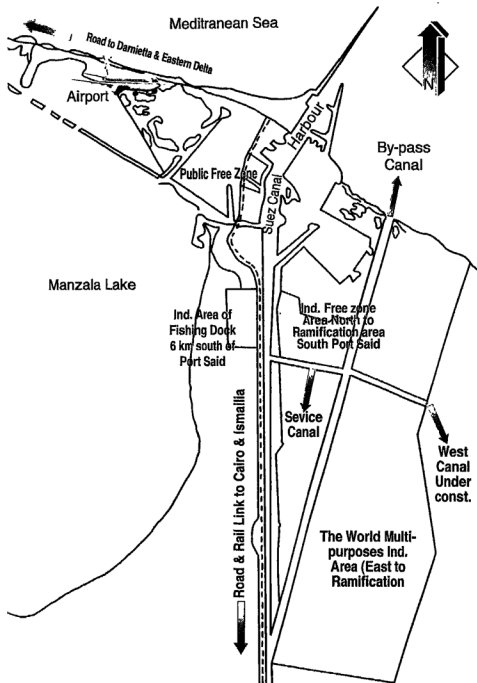 Meditranean Sea
Road to Damietta & Eastern Delta
N
Airport
Harbour
By-pass
Canal
Public Free Zone
Suez Canal
Manzala Lake
Ind. Area of
Fishing Dock
6 km south of
Port Said
Ind. Free zone
Area North to
Ramification area
South Port Said
Sevice
Canal
West
Canal
Under
const.
Road & Rail Link to Cairo & Ismailia
The World Multi-
purposes Ind.
Area (East to
Ramification